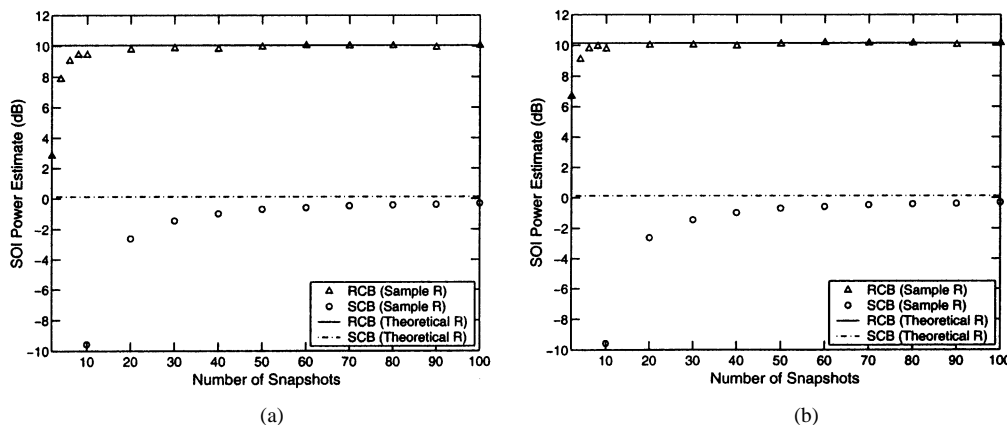 12
10
8
6
4
2
0
−2
−4
−6
−8
−10
SOI Power Estimate (dB)
RCB (Sample R)
SCB (Sample R)
RCB (Theoretical R)
SCB (Theoretical R)
10 20 30 40 50 60 70 80 90 100
Number of Snapshots
(a)
12
10
8
6
4
2
0
−2
−4
−6
−8
−10
SOI Power Estimate (dB)
RCB (Sample R)
SCB (Sample R)
RCB (Theoretical R)
SCB (Theoretical R)
10 20 30 40 50 60 70 80 90 100
Number of Snapshots
(b)